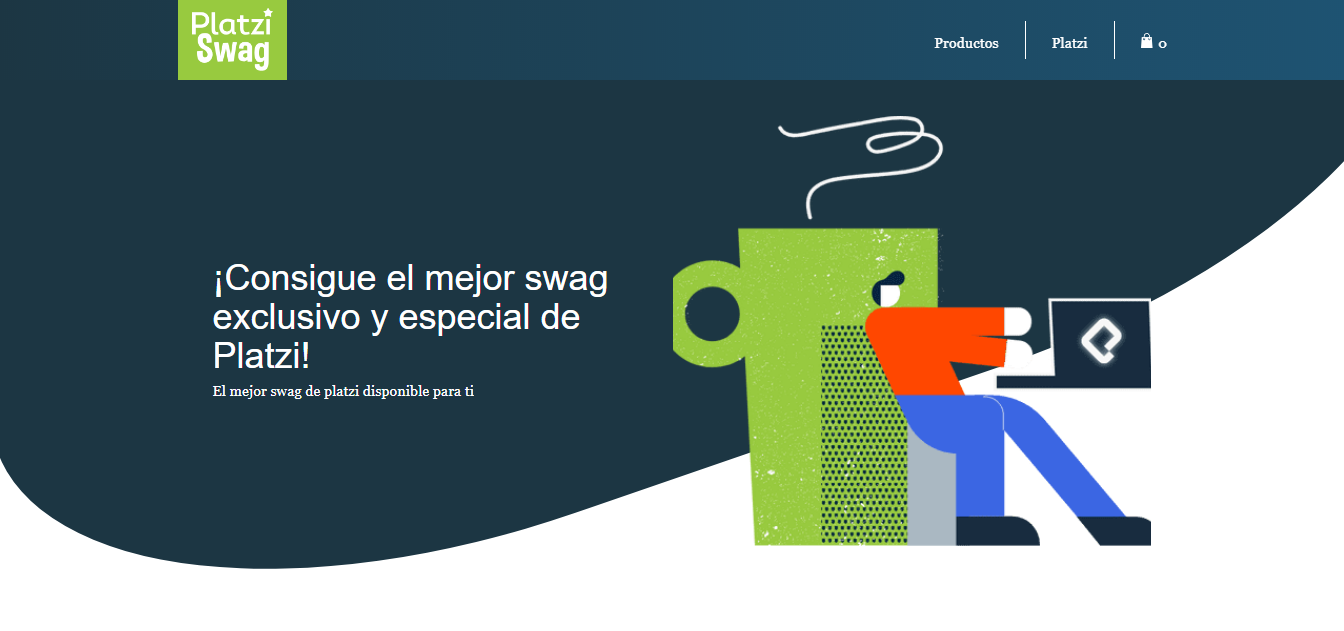 Platzi
Swag
Productos
Platzi
0
¡Consigue el mejor swag
exclusivo y especial de
Platzi!
El mejor swag de platzi disponible para ti